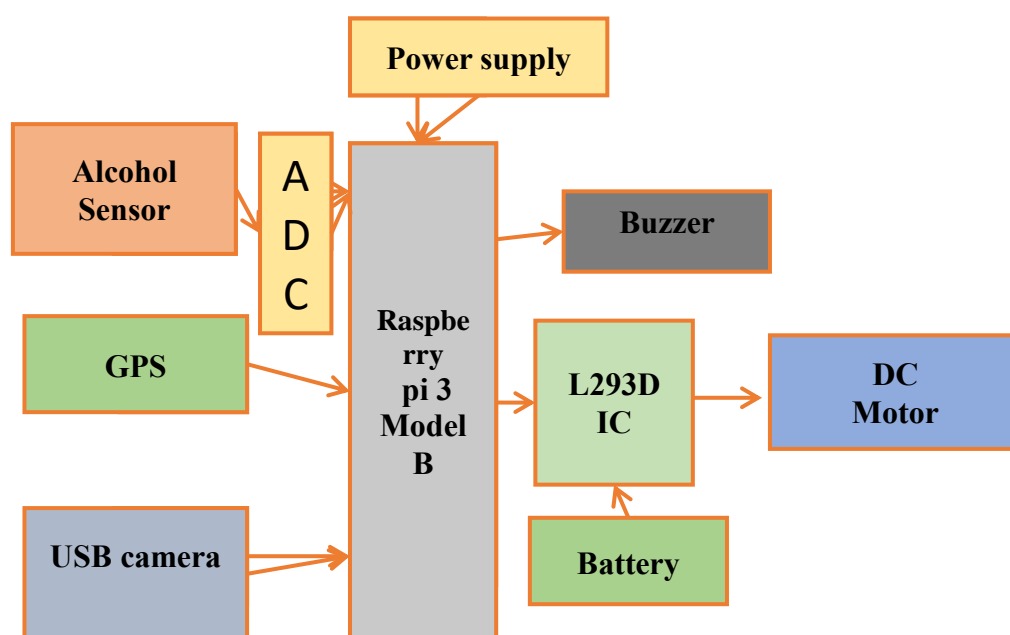 Power supply
Alcohol
Sensor
A
D
C
Buzzer
Raspbe
rry
pi 3
Model
B
GPS
L293D
IC
DC
Motor
USB camera
Battery